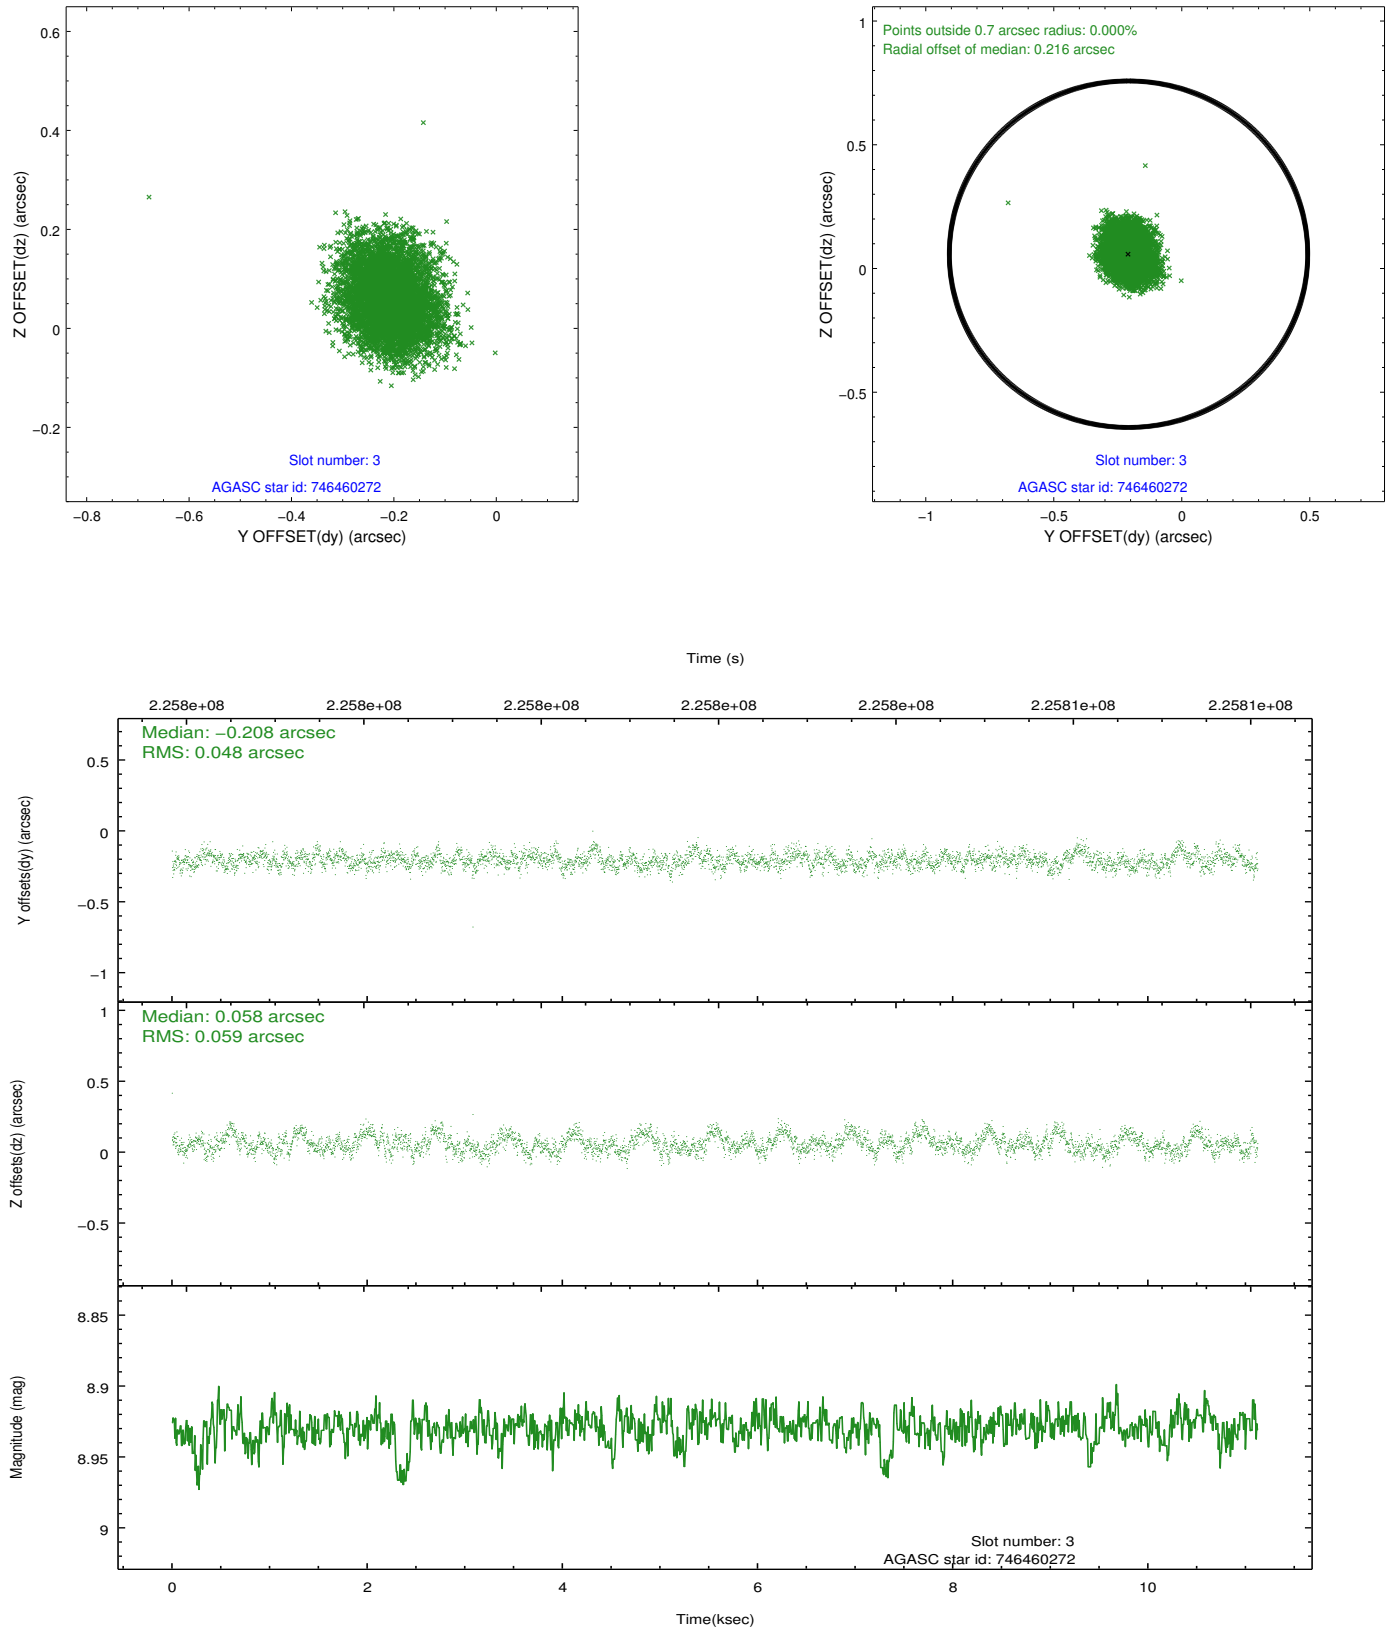 0.6
0.4
0.2
0
−0.2
Z OFFSET(dz) (arcsec)
Slot number: 3
AGASC star id: 746460272
−0.8 −0.6 −0.4 −0.2 0
Y OFFSET(dy) (arcsec)
Points outside 0.7 arcsec radius: 0.000%
Radial offset of median: 0.216 arcsec
1
0.5
0
−0.5
Z OFFSET(dz) (arcsec)
Slot number: 3
AGASC star id: 746460272
−1 −0.5 0 0.5
Y OFFSET(dy) (arcsec)
Time (s)
2.258e+08 2.258e+08 2.258e+08 2.258e+08 2.258e+08 2.2581e+08 2.2581e+08
Median: −0.208 arcsec
RMS: 0.048 arcsec
0.5
0
−0.5
−1
Y offsets(dy) (arcsec)
Median: 0.058 arcsec
RMS: 0.059 arcsec
1
0.5
0
−0.5
Z offsets(dz) (arcsec)
8.85
8.9
8.95
9
Magnitude (mag)
Slot number: 3
AGASC star id: 746460272
0 2 4 6 8 10
Time(ksec)